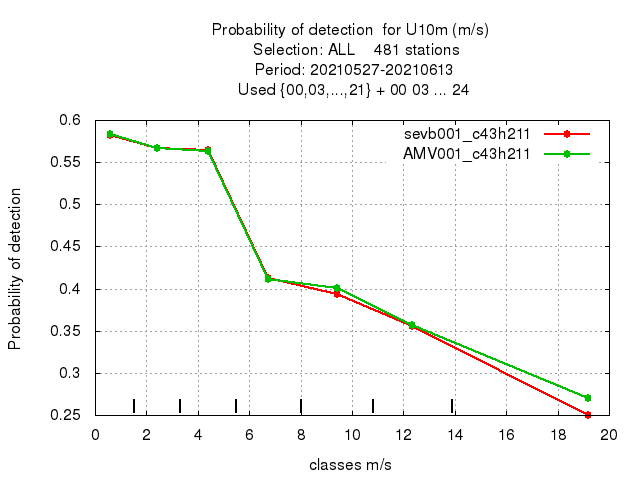 Probability of detection  for U10m (m/s)
Selection: ALL    481 stations
Period: 20210527-20210613
Used {00,03,...,21} + 00 03 ... 24
sevb001_c43h211
AMV001_c43h211
Probability of detection
0.6
0.55
0.5
0.45
0.4
0.35
0.3
0.25
0 2 4 6 8 10 12 14 16 18 20
classes m/s